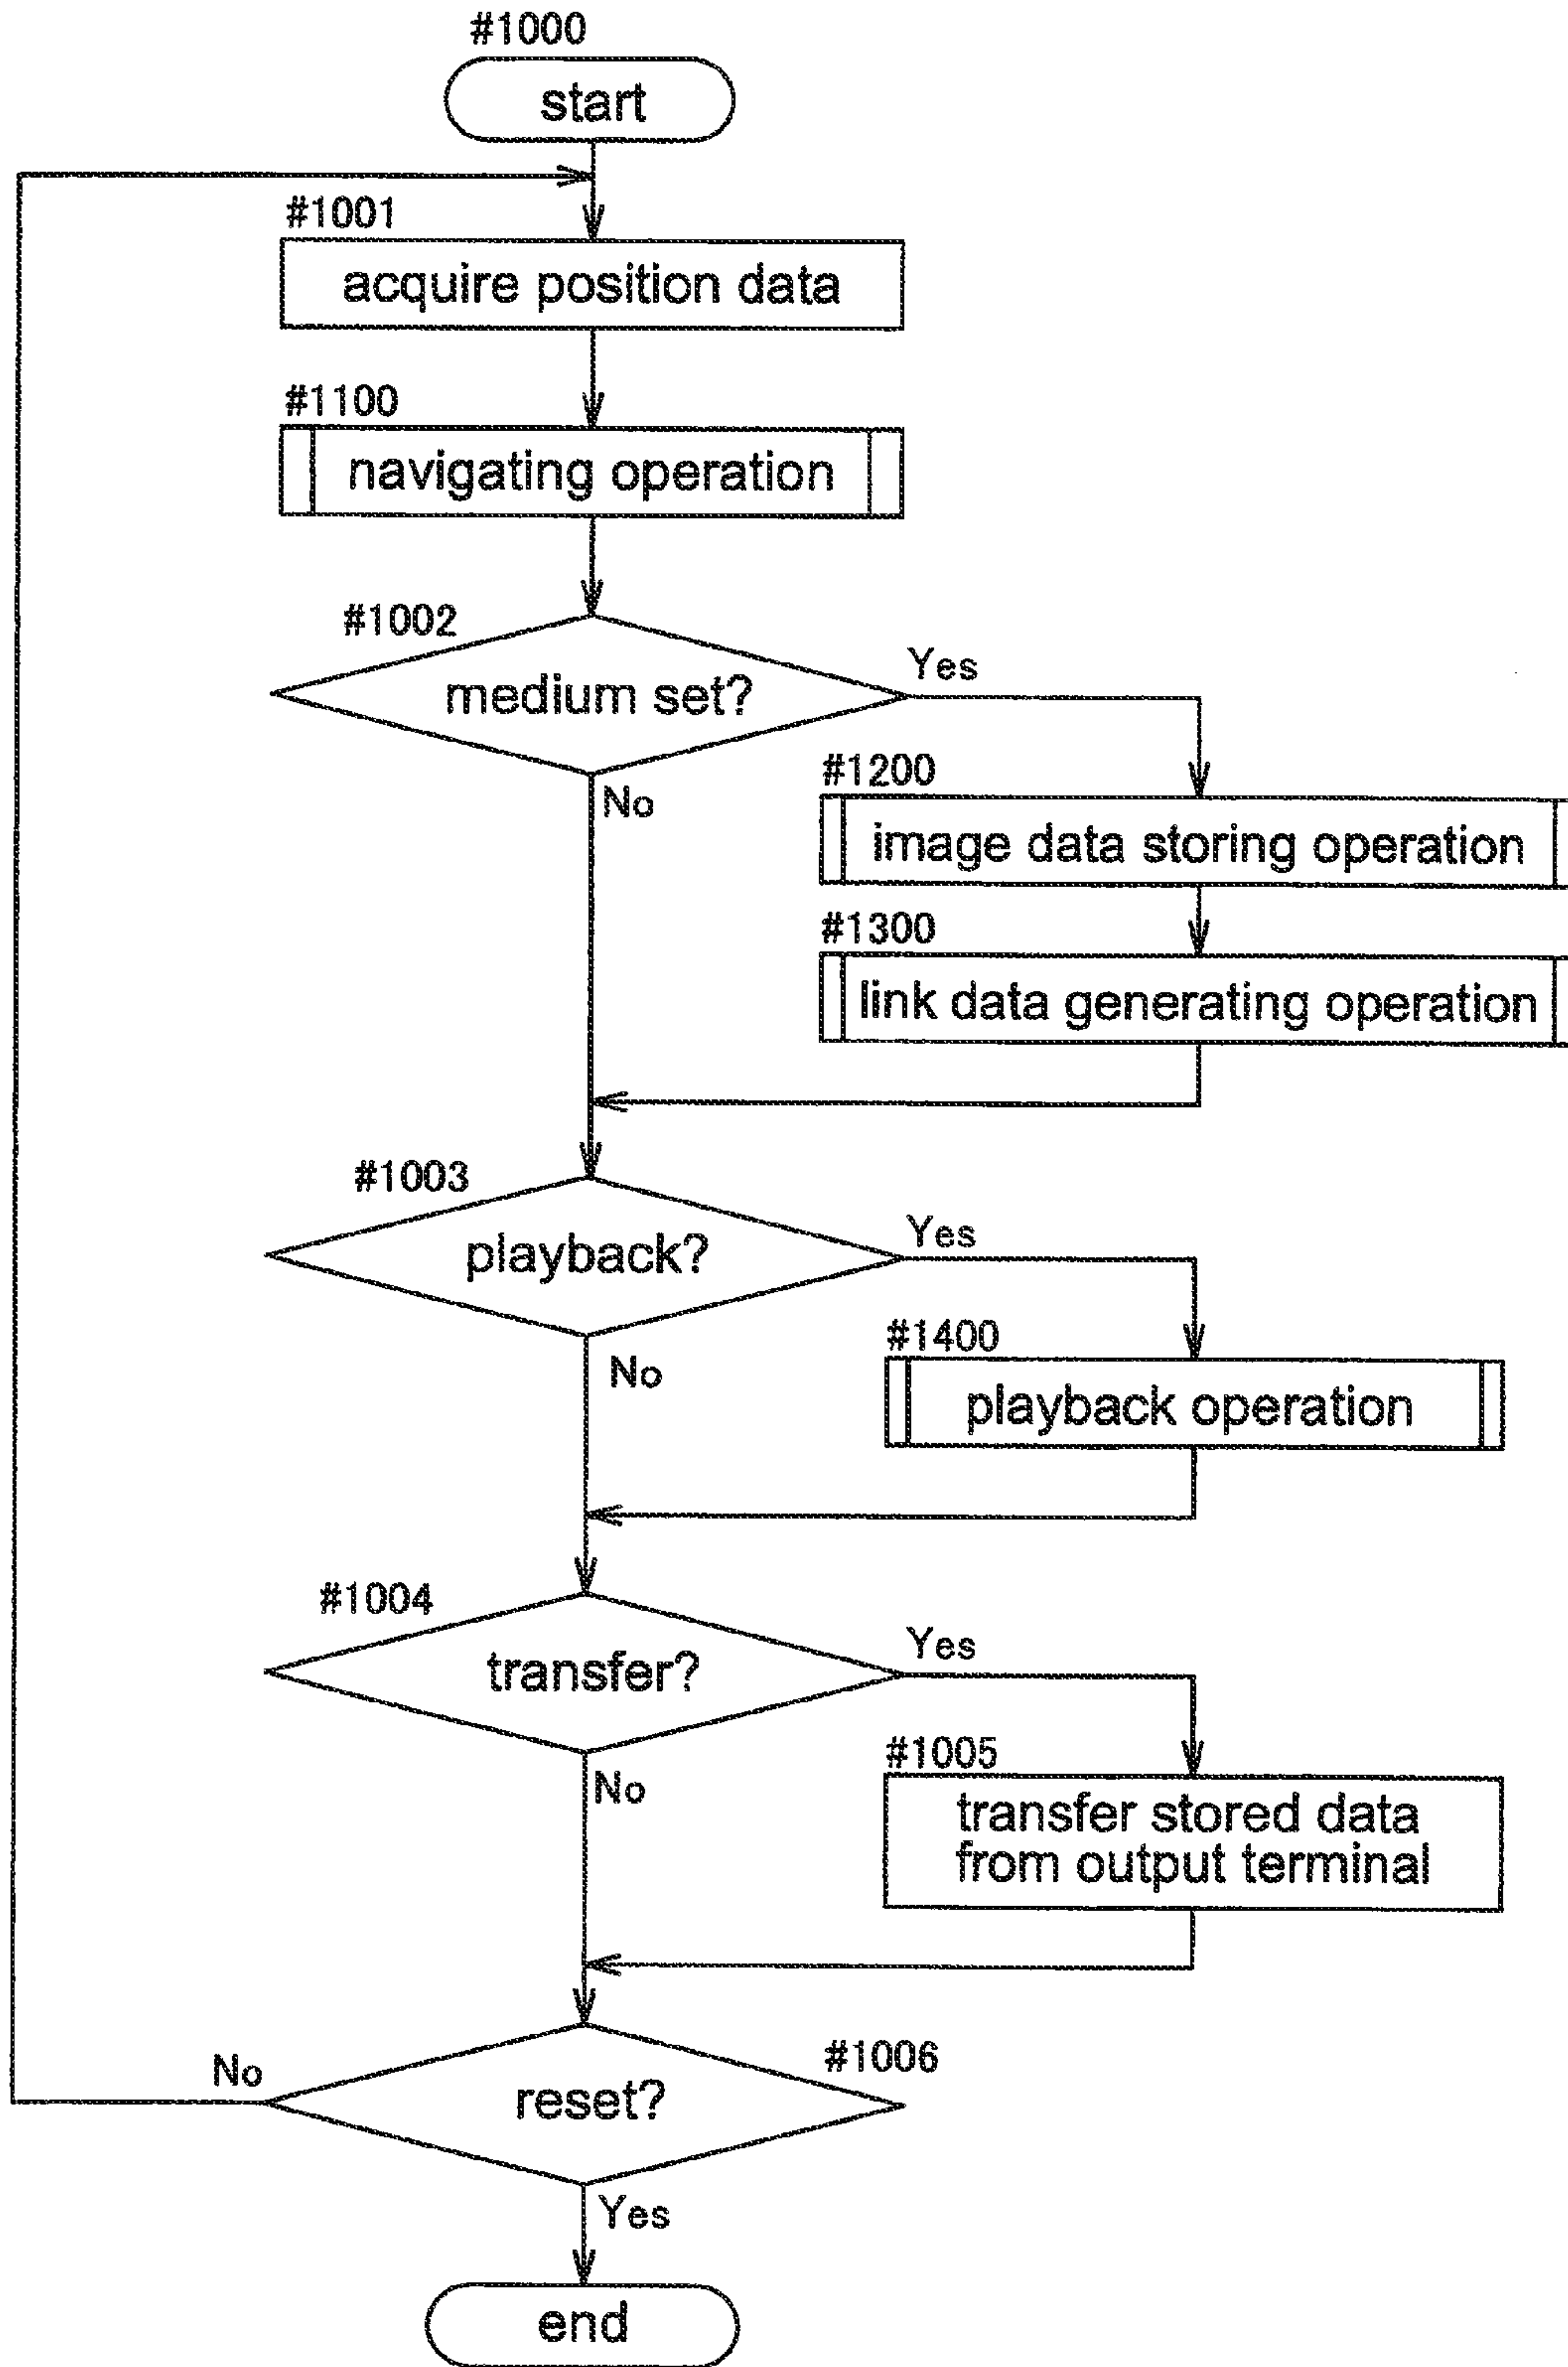 #1000
start
#1001
acquire position data
#1100
navigating operation
#1002
medium set?
Yes
No
#1200
image data storing operation
#1300
link data generating operation
#1003
playback?
Yes
No
#1400
playback operation
#1004
transfer?
Yes
No
#1005
transfer stored data
from output terminal
#1006
No
reset?
Yes
end